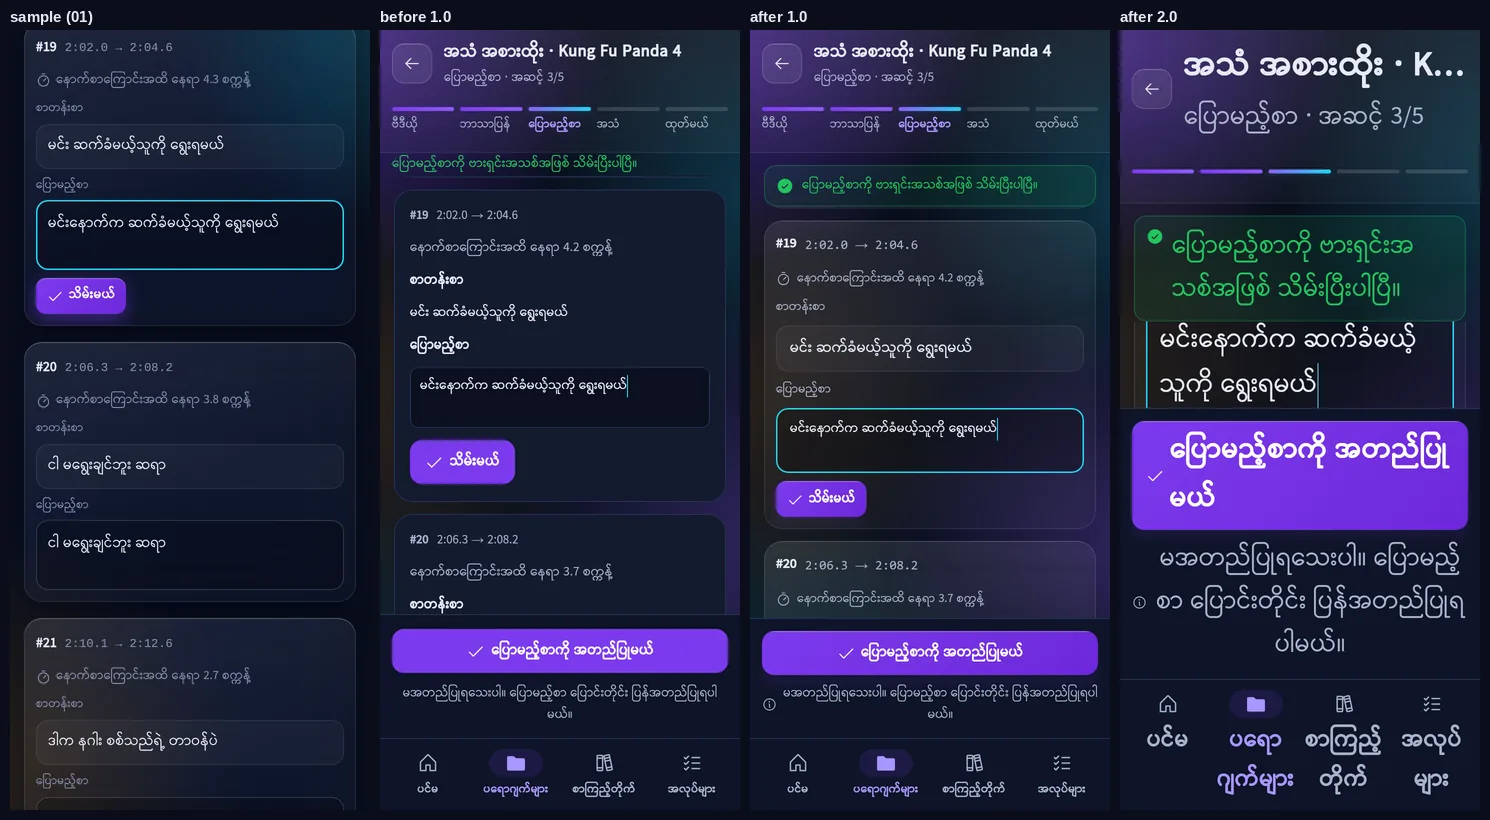 sample (01)
#19 2:02.0 → 2:04.6
နောက်စာကြောင်းအထိ နေရာ 4.3 စက္ကန့်
စာတန်းစာ
မင်း ဆက်ခံမယ့်သူကို ရွေးရမယ်
ပြောမည့်စာ
မင်းနောက်က ဆက်ခံမယ့်သူကို ရွေးရမယ်
သိမ်းမယ်
#20 2:06.3 → 2:08.2
နောက်စာကြောင်းအထိ နေရာ 3.8 စက္ကန့်
စာတန်းစာ
ငါ မရွေးချင်ဘူး ဆရာ
ပြောမည့်စာ
ငါ မရွေးချင်ဘူး ဆရာ
#21 2:10.1 → 2:12.6
နောက်စာကြောင်းအထိ နေရာ 2.7 စက္ကန့်
စာတန်းစာ
ဒါက နဂါး စစ်သည်ရဲ့ တာဝန်ပဲ
ပြောမည့်စာ
before 1.0
အသံ အစားထိုး · Kung Fu Panda 4
ပြောမည့်စာ · အဆင့် 3/5
ဗီဒီယို ဘာသာပြန် ပြောမည့်စာ အသံ ထုတ်မယ်
ပြောမည့်စာကို ဗားရှင်းအသစ်အဖြစ် သိမ်းပြီးပါပြီ။
#19 2:02.0 → 2:04.6
နောက်စာကြောင်းအထိ နေရာ 4.2 စက္ကန့်
စာတန်းစာ
မင်း ဆက်ခံမယ့်သူကို ရွေးရမယ်
ပြောမည့်စာ
မင်းနောက်က ဆက်ခံမယ့်သူကို ရွေးရမယ်
သိမ်းမယ်
#20 2:06.3 → 2:08.2
နောက်စာကြောင်းအထိ နေရာ 3.7 စက္ကန့်
စာတန်းစာ
ပြောမည့်စာကို အတည်ပြုမယ်
မအတည်ပြုရသေးပါ။ ပြောမည့်စာ ပြောင်းတိုင်း ပြန်အတည်ပြုရပါ
မယ်။
ပင်မ ပရောဂျက်များ စာကြည့်တိုက် အလုပ်များ
after 1.0
အသံ အစားထိုး · Kung Fu Panda 4
ပြောမည့်စာ · အဆင့် 3/5
ဗီဒီယို ဘာသာပြန် ပြောမည့်စာ အသံ ထုတ်မယ်
ပြောမည့်စာကို ဗားရှင်းအသစ်အဖြစ် သိမ်းပြီးပါပြီ။
#19 2:02.0 → 2:04.6
နောက်စာကြောင်းအထိ နေရာ 4.2 စက္ကန့်
စာတန်းစာ
မင်း ဆက်ခံမယ့်သူကို ရွေးရမယ်
ပြောမည့်စာ
မင်းနောက်က ဆက်ခံမယ့်သူကို ရွေးရမယ်
သိမ်းမယ်
#20 2:06.3 → 2:08.2
နောက်စာကြောင်းအထိ နေရာ 3.7 စက္ကန့်
ပြောမည့်စာကို အတည်ပြုမယ်
မအတည်ပြုရသေးပါ။ ပြောမည့်စာ ပြောင်းတိုင်း ပြန်အတည်ပြုရပါ
မယ်။
ပင်မ ပရောဂျက်များ စာကြည့်တိုက် အလုပ်များ
after 2.0
အသံ အစားထိုး · K...
ပြောမည့်စာ · အဆင့် 3/5
ပြောမည့်စာကို ဗားရှင်းအ
သစ်အဖြစ် သိမ်းပြီးပါပြီ။
မင်းနောက်က ဆက်ခံမယ့်
သူကို ရွေးရမယ်
ပြောမည့်စာကို အတည်ပြု
မယ်
မအတည်ပြုရသေးပါ။ ပြောမည့်
စာ ပြောင်းတိုင်း ပြန်အတည်ပြုရ
ပါမယ်။
ပင်မ ပရော စာကြည့် အလုပ်
ဂျက်များ တိုက် များ